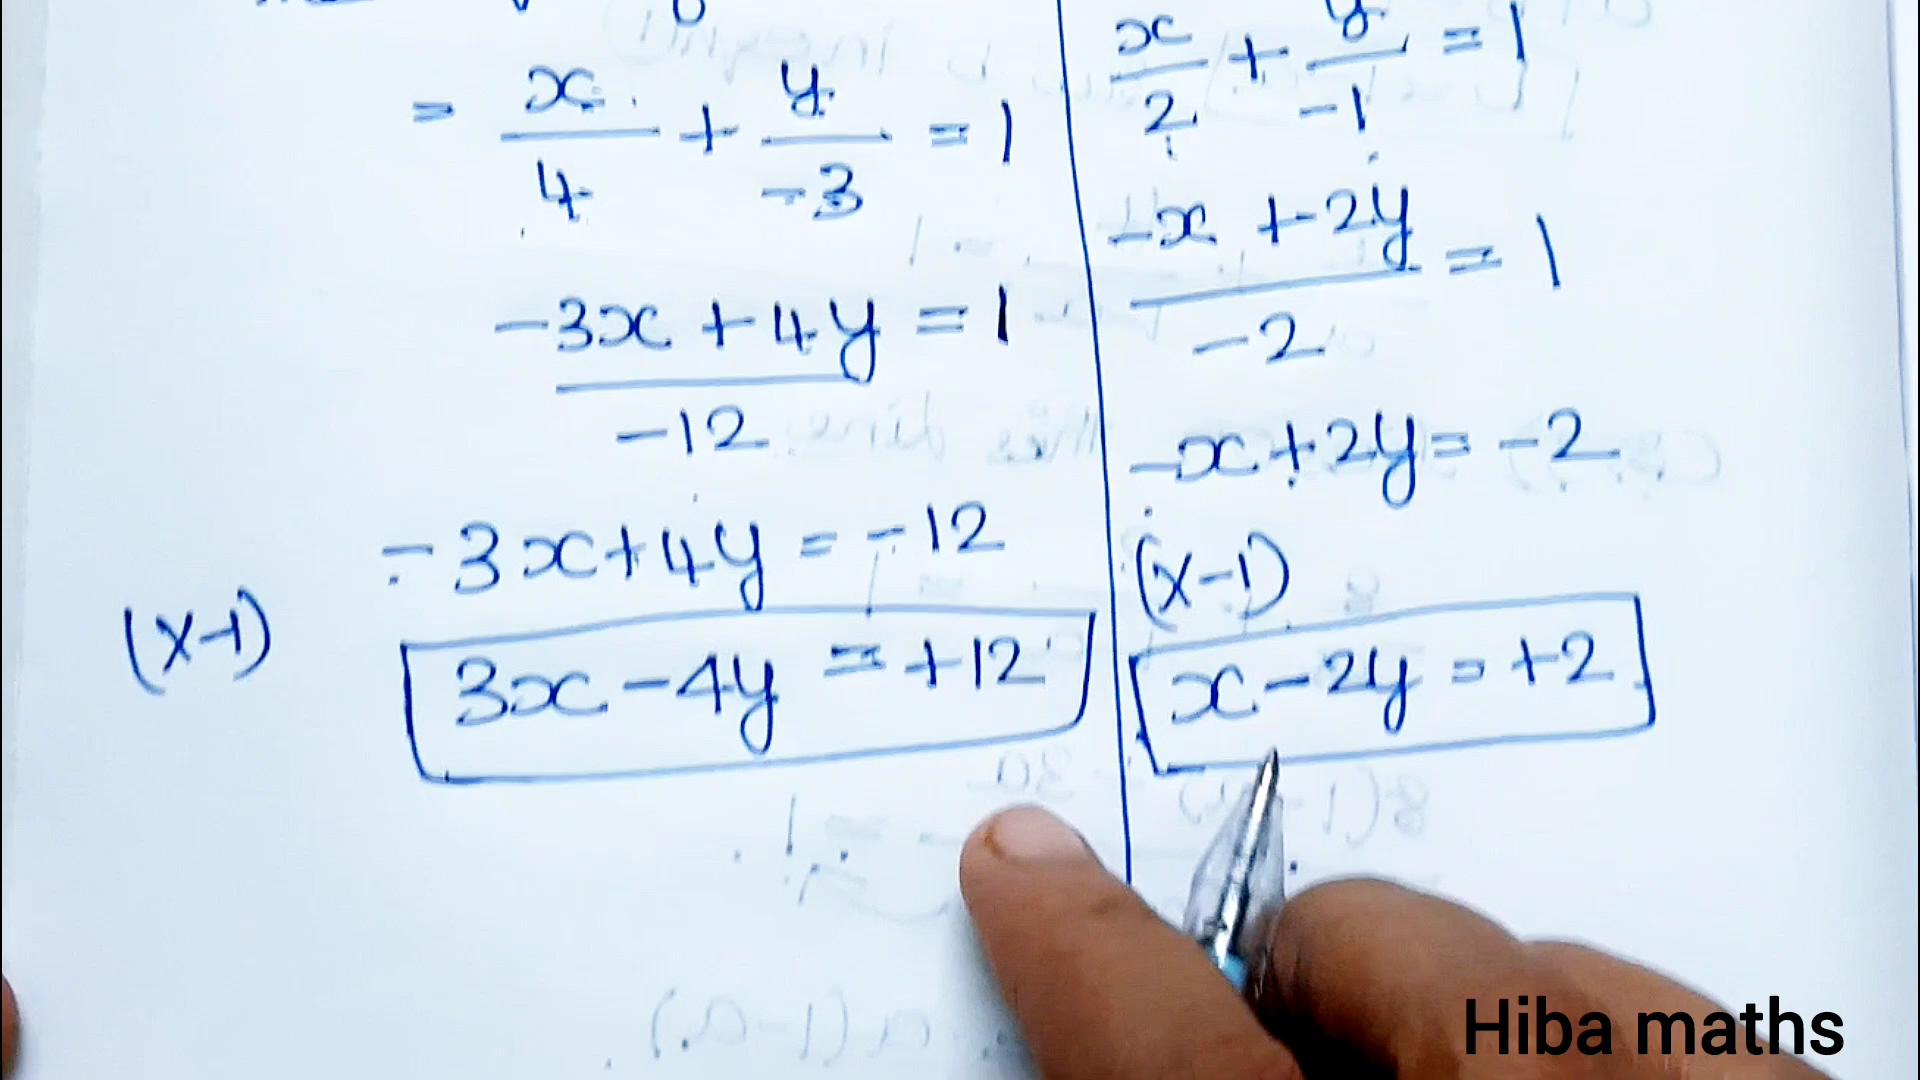 = x/4 + y/-3 = 1
-3x + 4y / -12 = 1
-3x + 4y = -12
(x-1) 3x - 4y = +12
x/2 + y/-1 = 1
-x + 2y / -2 = 1
-x + 2y = -2
(x-1)
x - 2y = +2
Hiba maths